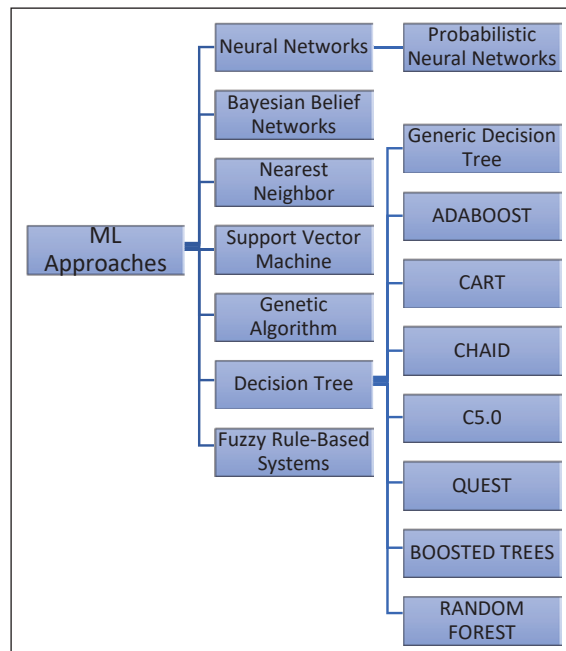 ML
Approaches
Neural Networks
Probabilistic
Neural Networks
Bayesian Belief
Networks
Nearest
Neighbor
Support Vector
Machine
Genetic
Algorithm
Decision Tree
Fuzzy Rule-Based
Systems
Generic Decision
Tree
ADABOOST
CART
CHAID
C5.0
QUEST
BOOSTED TREES
RANDOM
FOREST